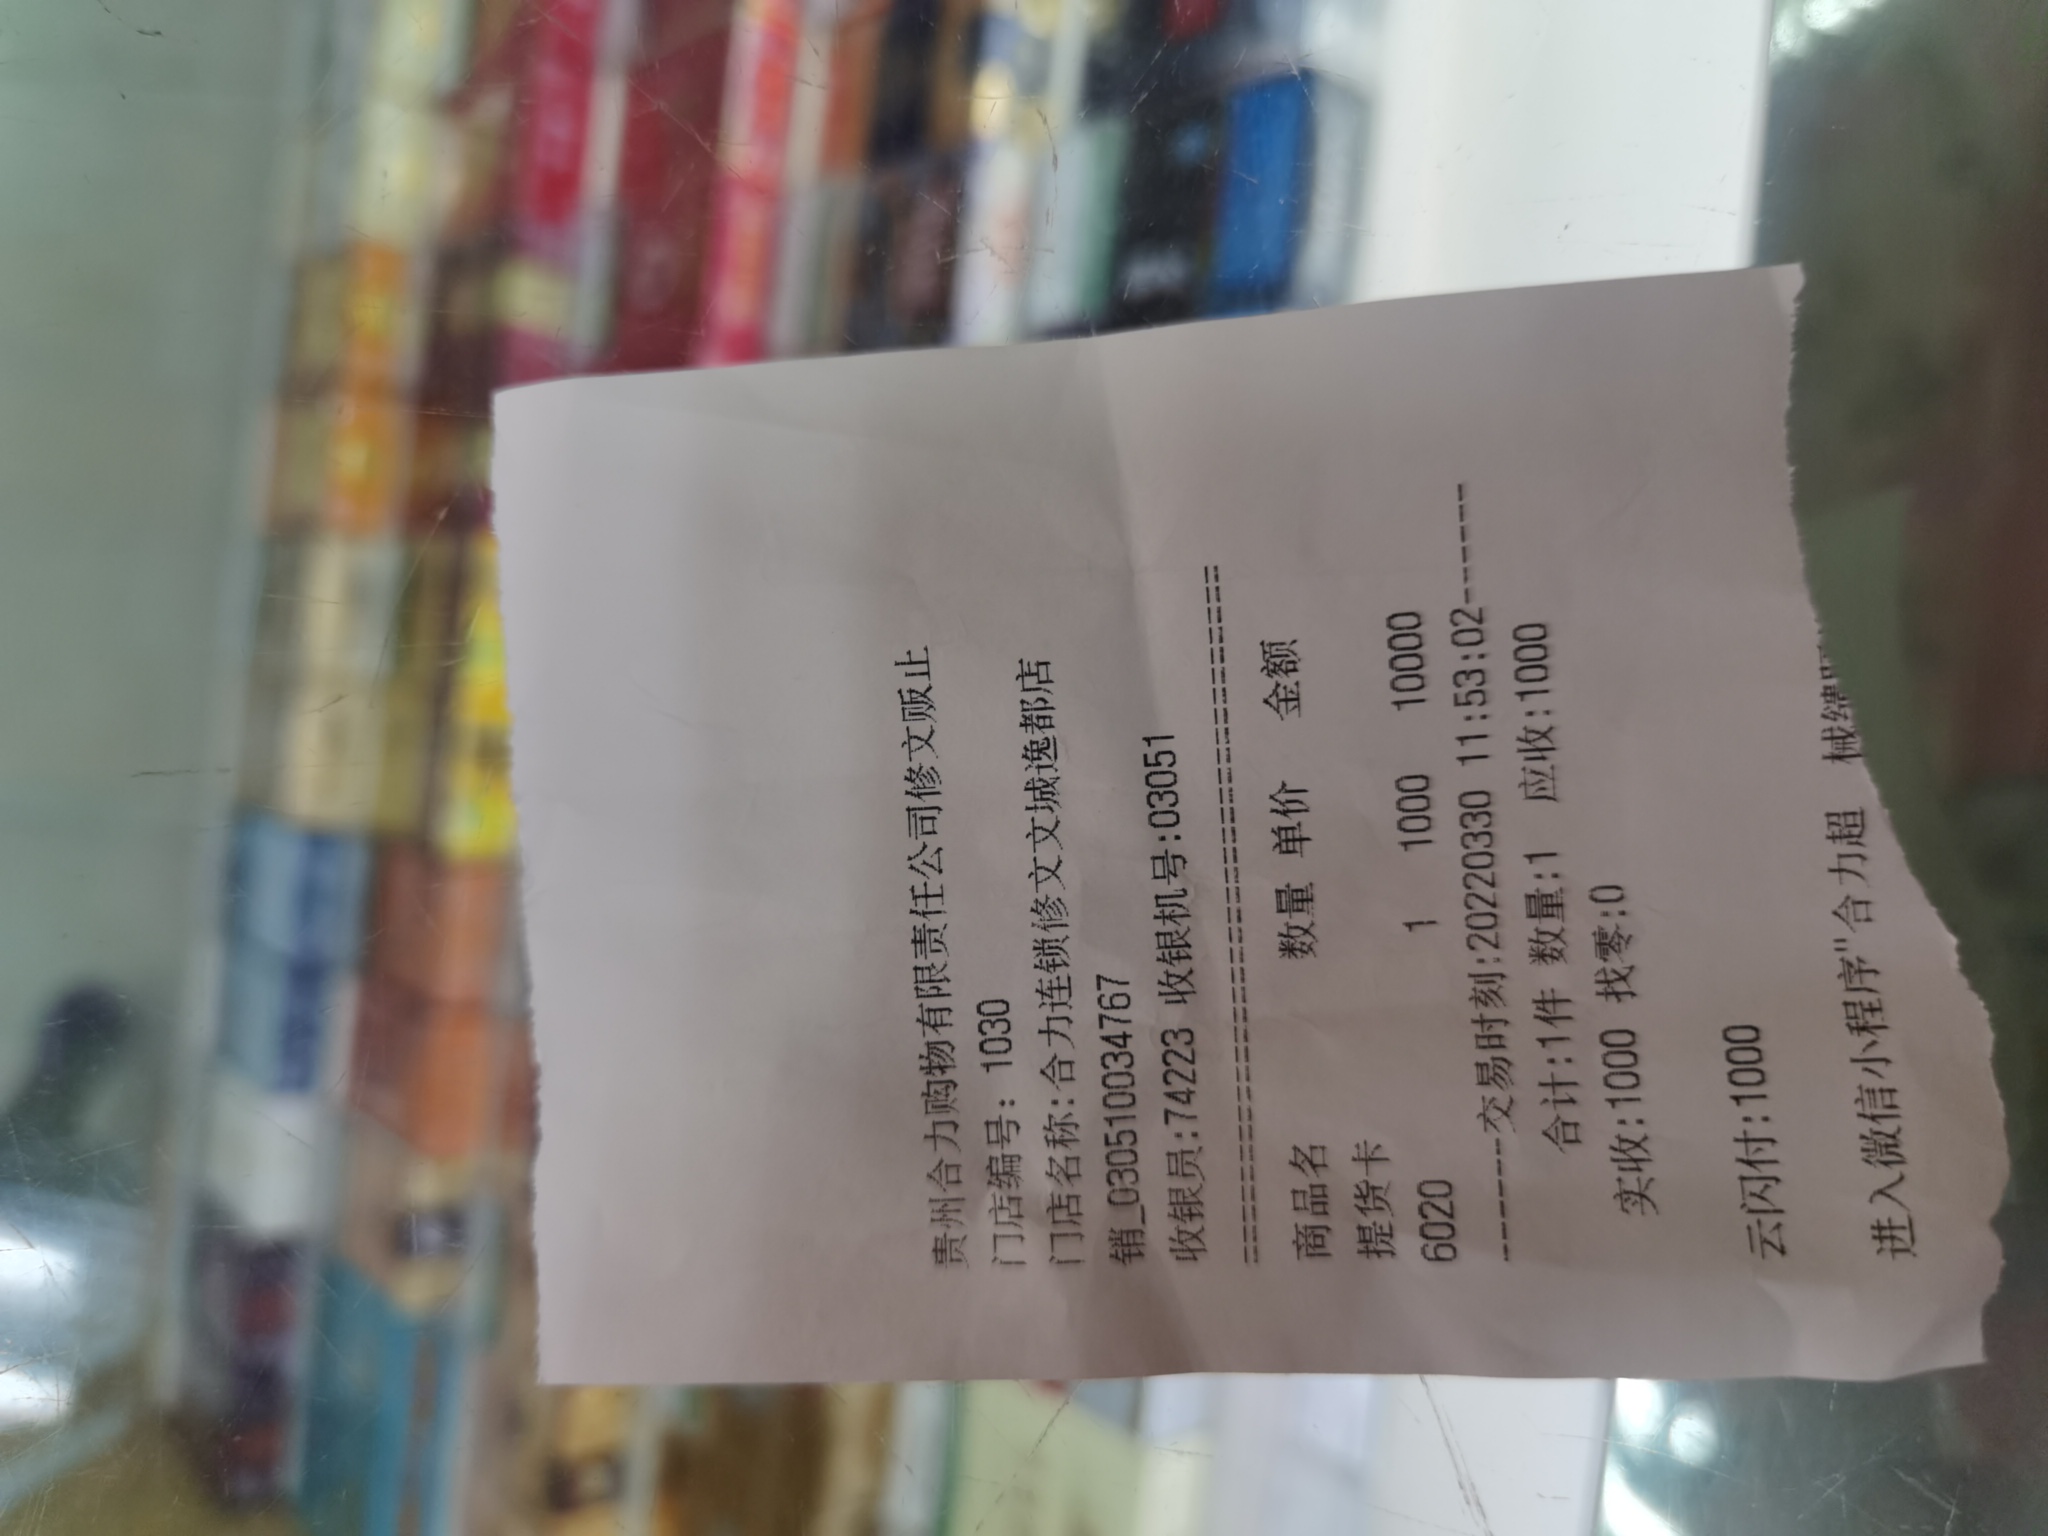 贵州合力购物有限责任公司修文贩止
门店编号: 1030
门店名称:合力连锁修文文城逸都店
销_0305100034767
收银员:74223 收银机号:03051
==================================
商品名 数量 单价 金额
提货卡
6020 1 1000 10000
-------交易时刻:20220330 11:53:02-------
合计:1件 数量:1 应收:1000
实收:1000 找零:0
云闪付:1000
进入微信小程序"合力超